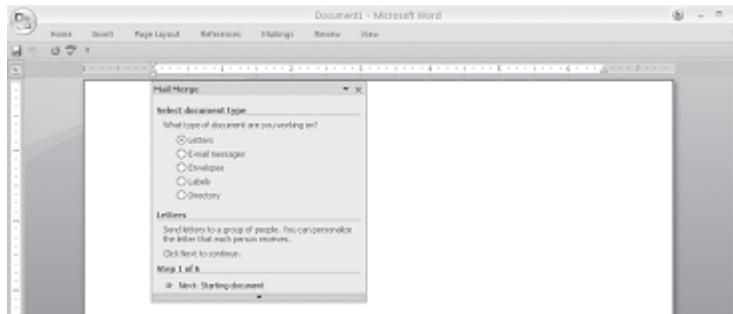 Document1 - Microsoft Word
Home Insert Page Layout References Mailings Review View
Mail Merge
Select document type
What type of document are you working on?
Letters
E-mail messages
Envelopes
Labels
Directory
Letters
Send letters to a group of people. You can personalize
the letter that each person receives.
Click Next to continue.
Step 1 of 6
Next: Starting document